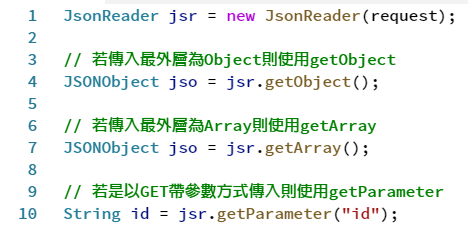 1 JsonReader jsr = new JsonReader(request);
2
3 // 若傳入最外層為Object則使用getObject
4 JSONObject jso = jsr.getObject();
5
6 // 若傳入最外層為Array則使用getArray
7 JSONObject jso = jsr.getArray();
8
9 // 若是以GET帶參數方式傳入則使用getParameter
10 String id = jsr.getParameter("id");